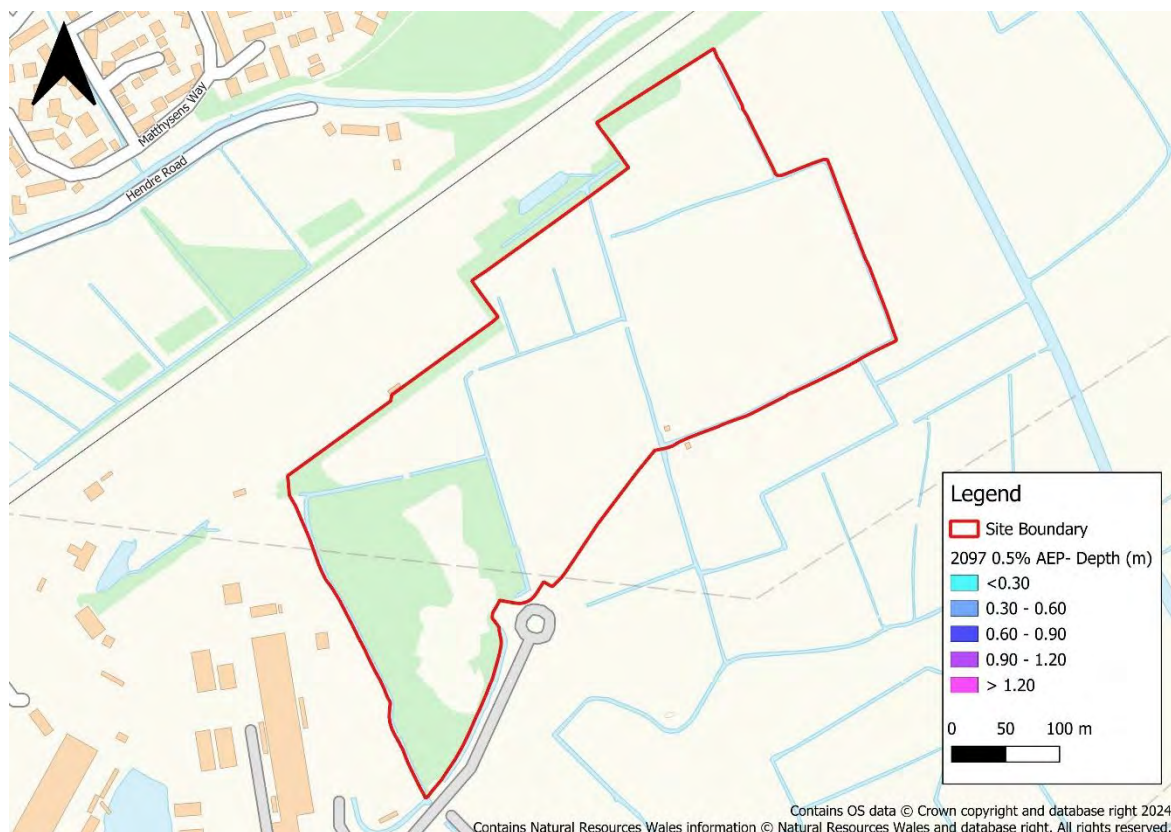 Matthysens Way
Hendre Road
Legend
Site Boundary
2097 0.5% AEP- Depth (m)
<0.30
0.30 - 0.60
0.60 - 0.90
0.90 - 1.20
> 1.20
0 50 100 m
Contains OS data © Crown copyright and database right 2024
Contains Natural Resources Wales information © Natural Resources Wales and database right. All rights reserved